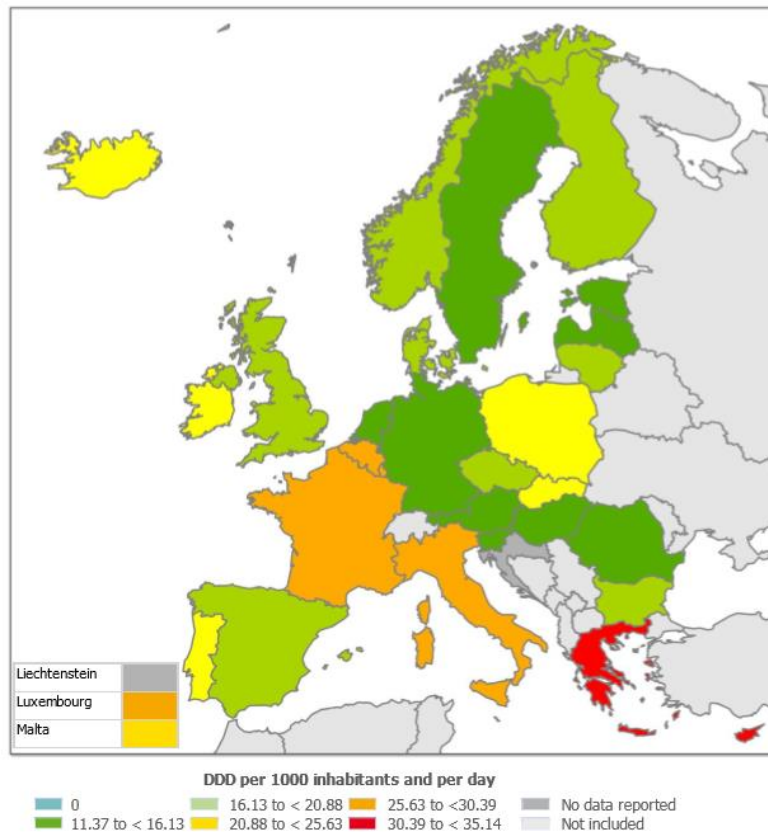 Liechtenstein
Luxembourg
Malta
DDD per 1000 inhabitants and per day
0 16.13 to < 20.88 25.63 to <30.39 No data reported
11.37 to < 16.13 20.88 to < 25.63 30.39 to < 35.14 Not included